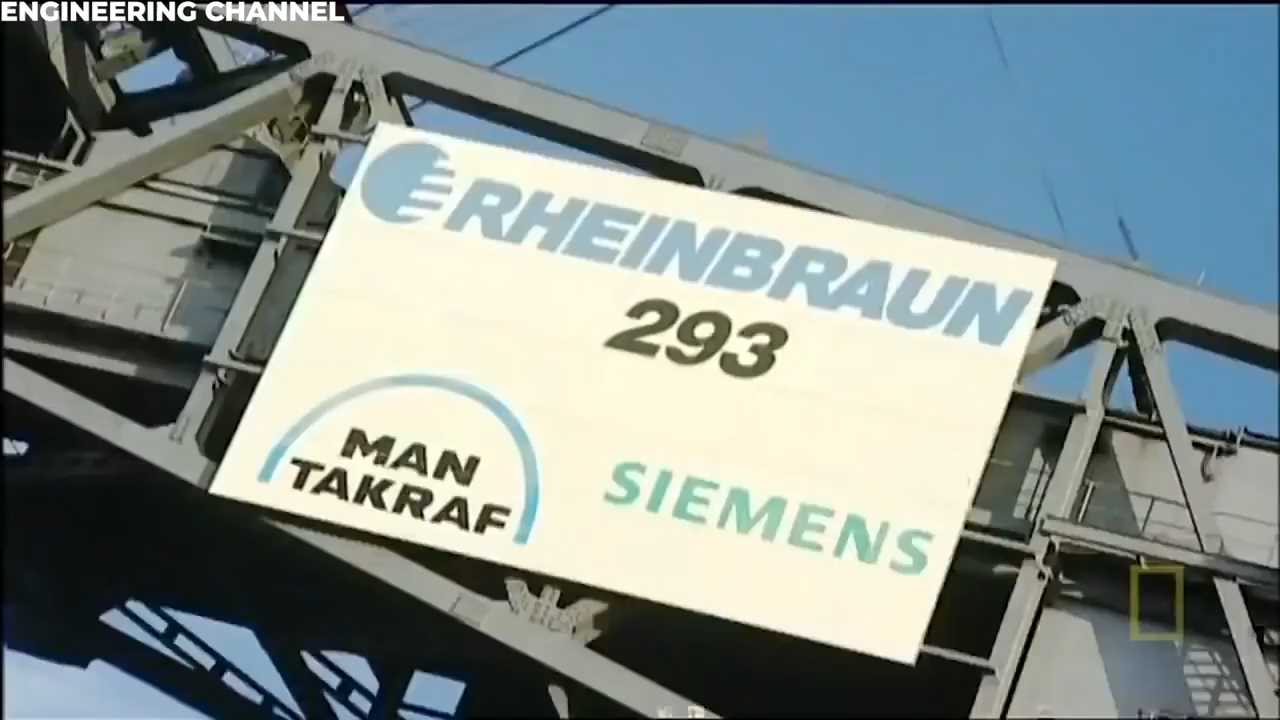 ENGINEERING CHANNEL
RHEINBRAUN
293
MAN
TAKRAF
SIEMENS